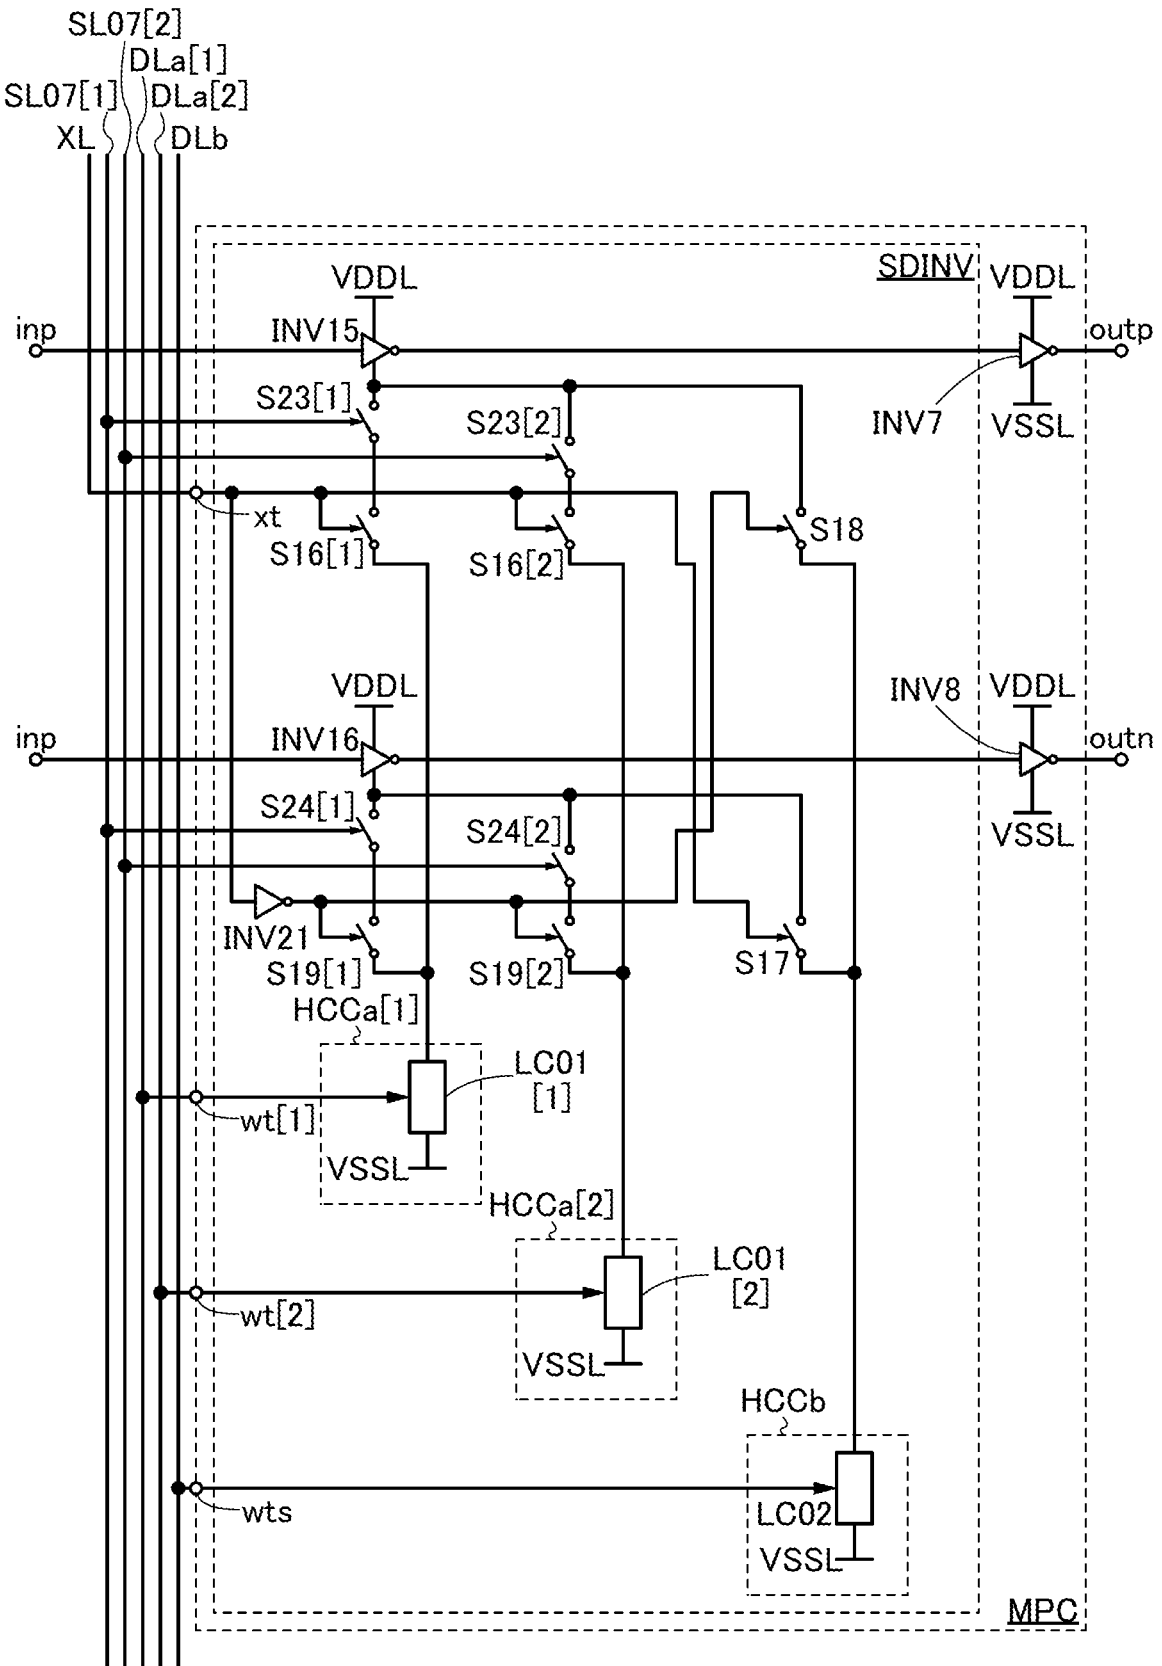 SL07[2]
DLa[1]
SL07[1]
DLa[2]
XL
DLb
SDINV
VDDL
VDDL
inp
INV15
outp
S23[1]
S23[2]
INV7
VSSL
xt
S16[1]
S16[2]
S18
VDDL
INV8
VDDL
inp
INV16
outn
S24[1]
S24[2]
VSSL
INV21
S19[1]
S19[2]
S17
HCCa[1]
LC01
[1]
wt[1]
VSSL
HCCa[2]
LC01
[2]
wt[2]
VSSL
HCCb
wts
LC02
VSSL
MPC